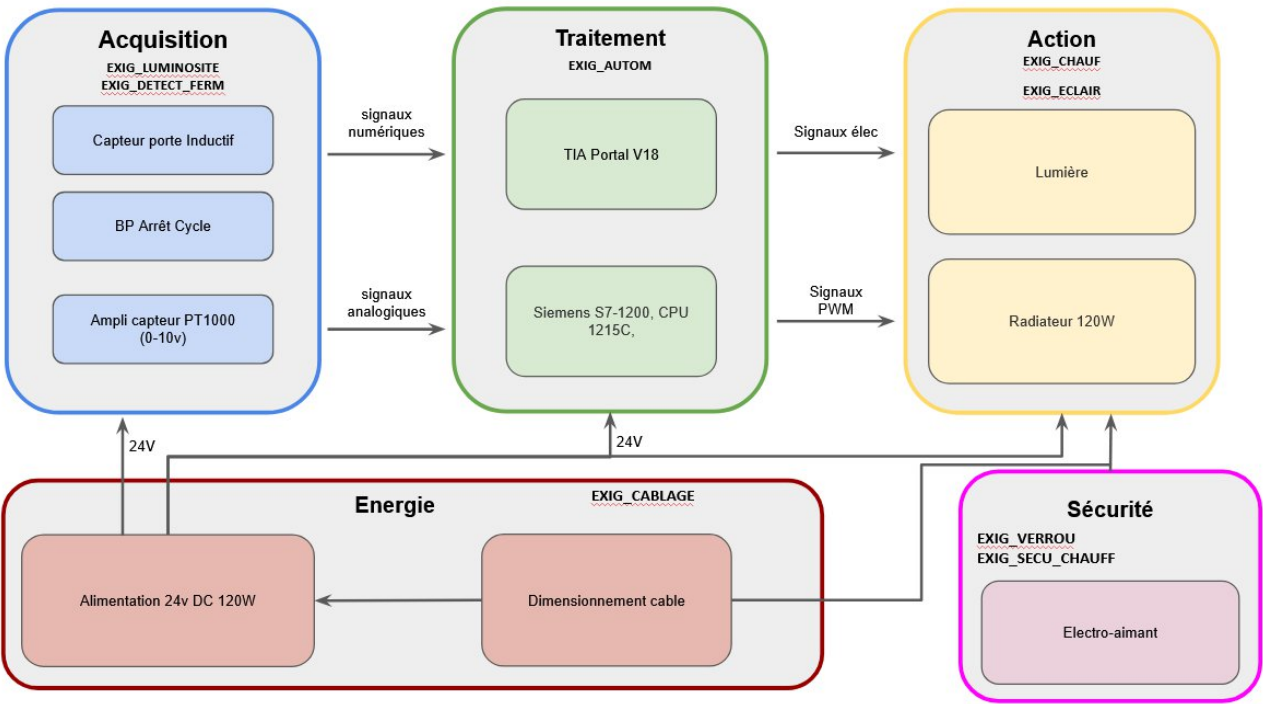 Acquisition
EXIG_LUMINOSITE
EXIG_DETECT_FERM
Capteur porte Inductif
BP Arrêt Cycle
Ampli capteur PT1000
(0-10v)
signaux
numériques
signaux
analogiques
Traitement
EXIG_AUTOM
TIA Portal V18
Siemens S7-1200, CPU
1215C,
Signaux élec
Signaux
PWM
Action
EXIG_CHAUF
EXIG_ECLAIR
Lumière
Radiateur 120W
24V
24V
Energie
EXIG_CABLAGE
Alimentation 24v DC 120W
Dimensionnement cable
Sécurité
EXIG_VERROU
EXIG_SECU_CHAUFF
Electro-aimant